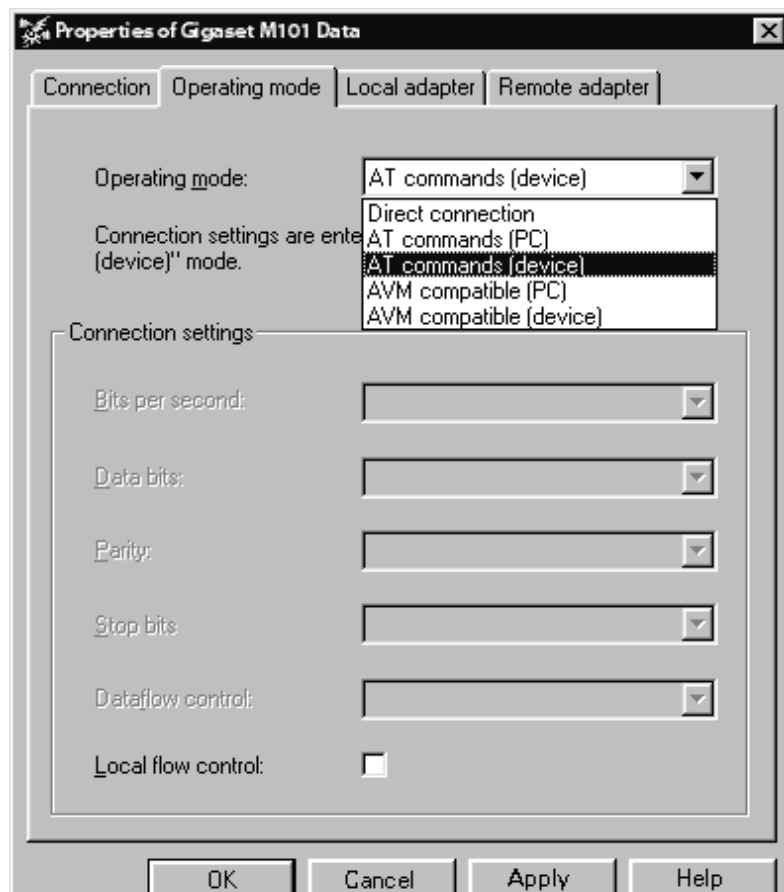 Properties of Gigaset M101 Data
Connection
Operating mode
Local adapter
Remote adapter
Operating mode:
AT commands (device)
Direct connection
AT commands (PC)
AT commands (device)
AVM compatible (PC)
AVM compatible (device)
Connection settings are ente
(device)" mode.
Connection settings
Bits per second:
Data bits:
Parity:
Stop bits
Dataflow control:
Local flow control:
OK
Cancel
Apply
Help